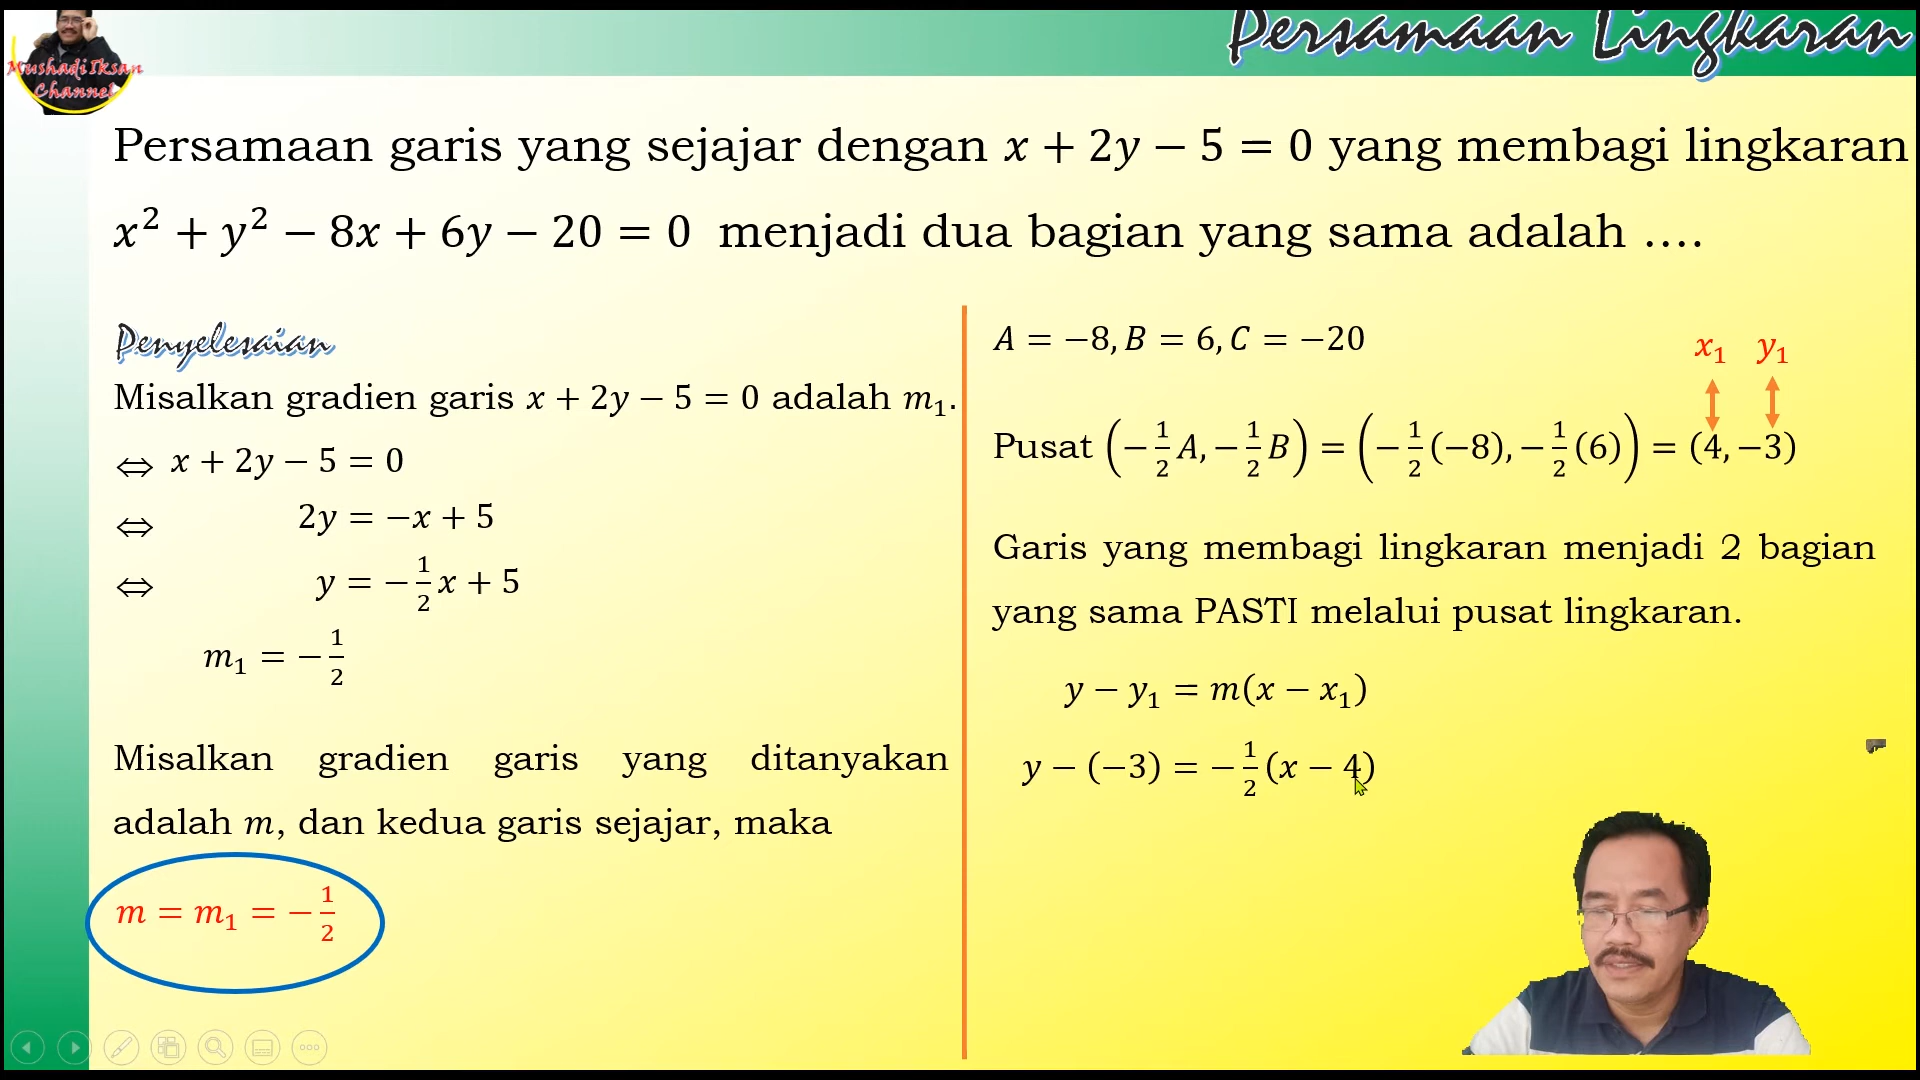 Persamaan Lingkaran
Mushadi Iksan
Channel
Persamaan garis yang sejajar dengan x + 2y − 5 = 0 yang membagi lingkaran
x² + y² − 8x + 6y − 20 = 0 menjadi dua bagian yang sama adalah ....
Penyelesaian
Misalkan gradien garis x + 2y − 5 = 0 adalah m₁.
⇔ x + 2y − 5 = 0
⇔ 2y = −x + 5
⇔ y = −1/2 x + 5
m₁ = −1/2
Misalkan gradien garis yang ditanyakan
adalah m, dan kedua garis sejajar, maka
m = m₁ = −1/2
A = −8, B = 6, C = −20
x₁ y₁
Pusat (−1/2 A, −1/2 B) = (−1/2 (−8), −1/2 (6)) = (4, −3)
Garis yang membagi lingkaran menjadi 2 bagian
yang sama PASTI melalui pusat lingkaran.
y − y₁ = m(x − x₁)
y − (−3) = −1/2 (x − 4)